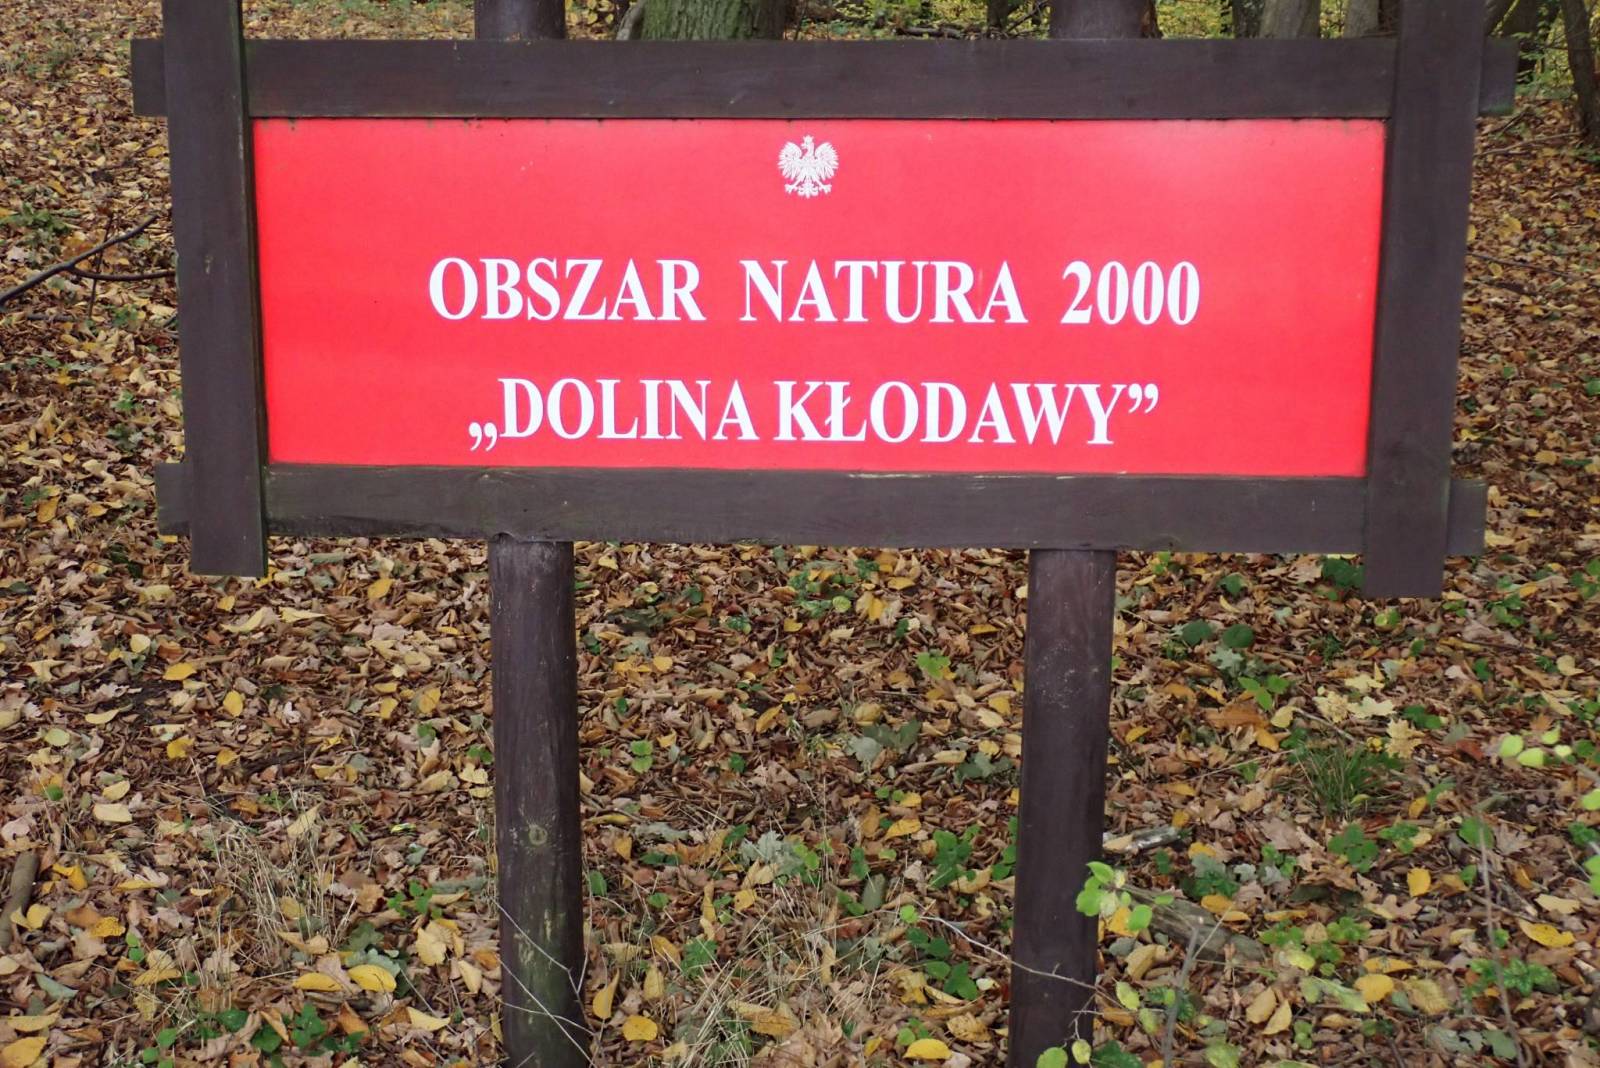 OBSZAR NATURA 2000
„DOLINA KŁODAWY”